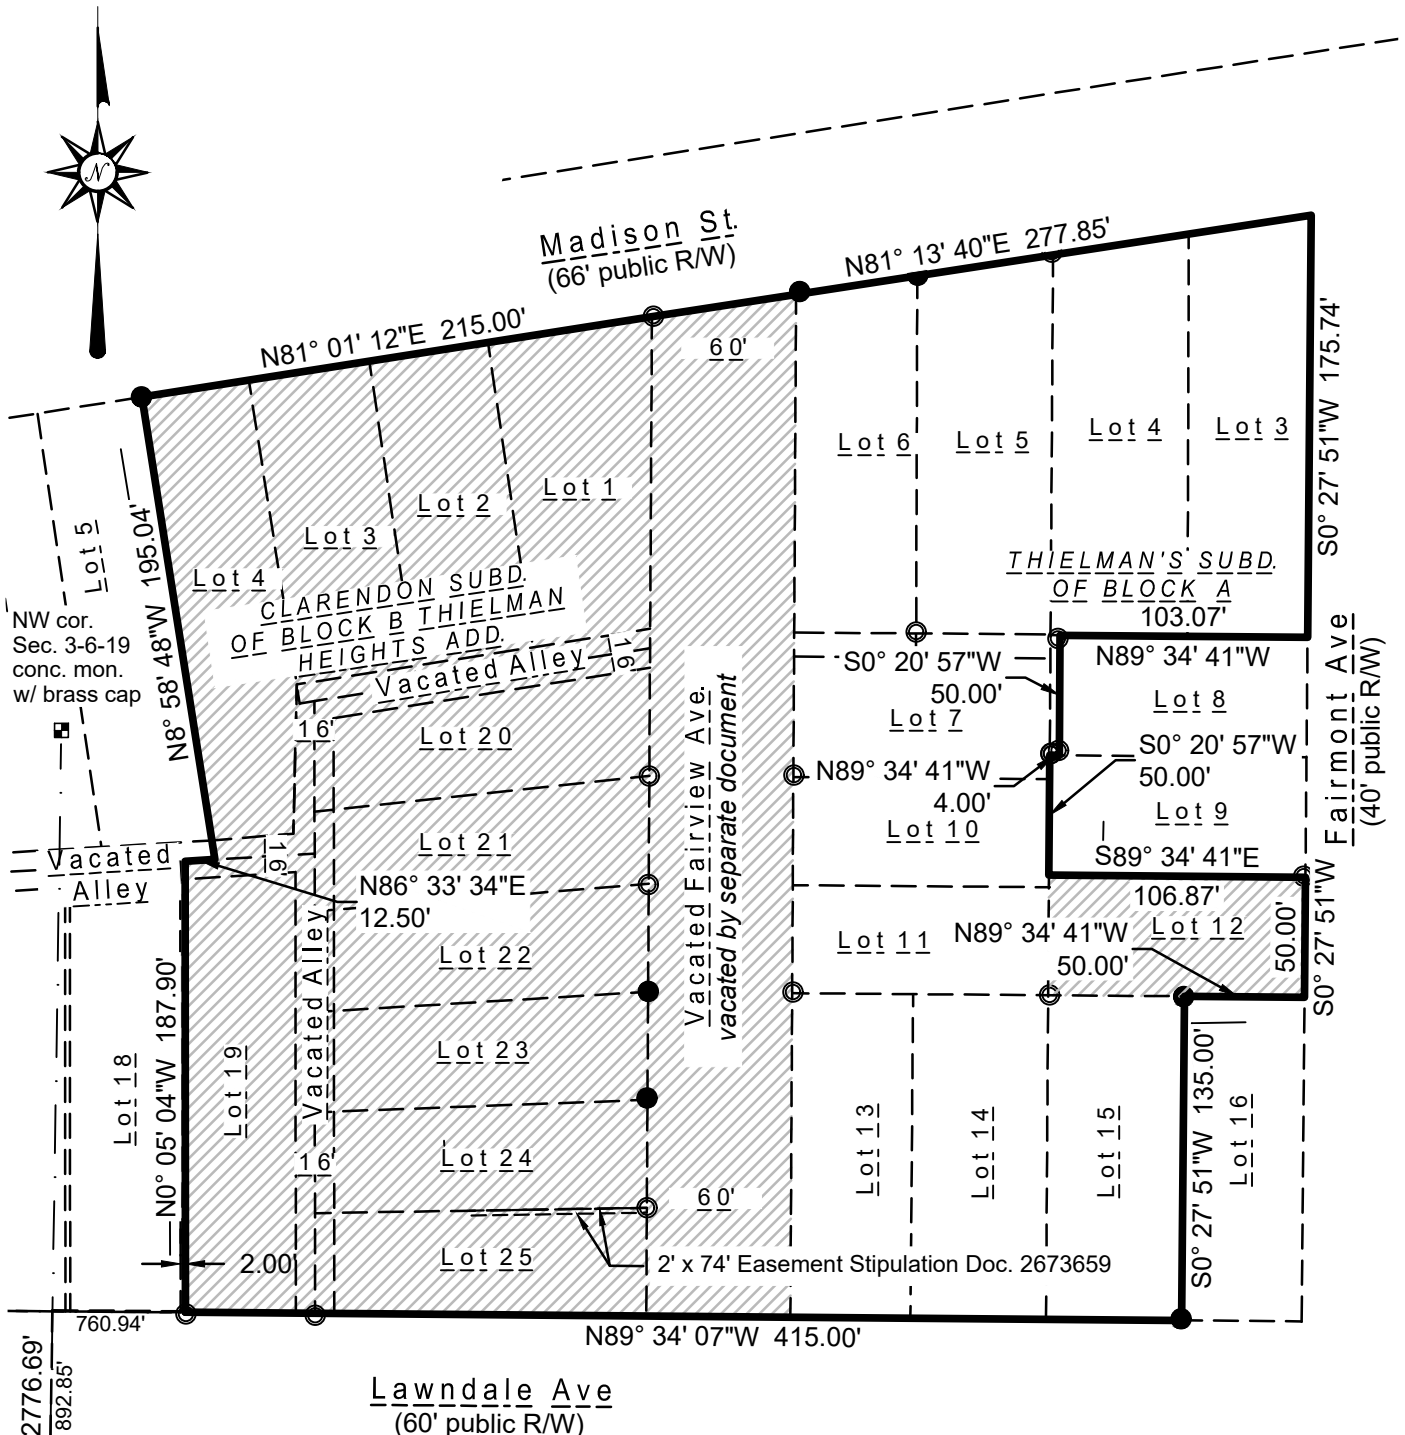 N
Madison St.
(66' public R/W)
N81° 13' 40"E 277.85'
N81° 01' 12"E 215.00'
60'
S0° 27' 51"W 175.74'
Lot 6
Lot 5
Lot 4
Lot 3
Lot 5
N8° 58' 48"W 195.04'
Lot 4
Lot 3
Lot 2
Lot 1
CLARENDON SUBD.
OF BLOCK B THIELMAN
HEIGHTS ADD.
Vacated Alley
16'
THIELMAN'S SUBD.
OF BLOCK A
103.07'
N89° 34' 41"W
NW cor.
Sec. 3-6-19
conc. mon.
w/ brass cap
16'
Lot 20
S0° 20' 57"W
50.00'
Lot 7
Lot 8
Fairmont Ave
(40' public R/W)
S0° 20' 57"W
50.00'
N89° 34' 41"W
4.00'
Lot 10
Lot 9
S89° 34' 41"E
106.87'
Vacated
Alley
16'
Lot 21
N86° 33' 34"E
12.50'
Vacated Fairview Ave.
vacated by separate document
Vacated Alley
Lot 22
Lot 11
N89° 34' 41"W
50.00'
Lot 12
50.00'
S0° 27' 51"W
N0° 05' 04"W 187.90'
Lot 18
Lot 19
Lot 23
Lot 13
Lot 14
Lot 15
S0° 27' 51"W 135.00'
Lot 16
16'
Lot 24
60'
2.00'
Lot 25
2' x 74' Easement Stipulation Doc. 2673659
760.94'
N89° 34' 07"W 415.00'
2776.69'
892.85'
Lawndale Ave
(60' public R/W)